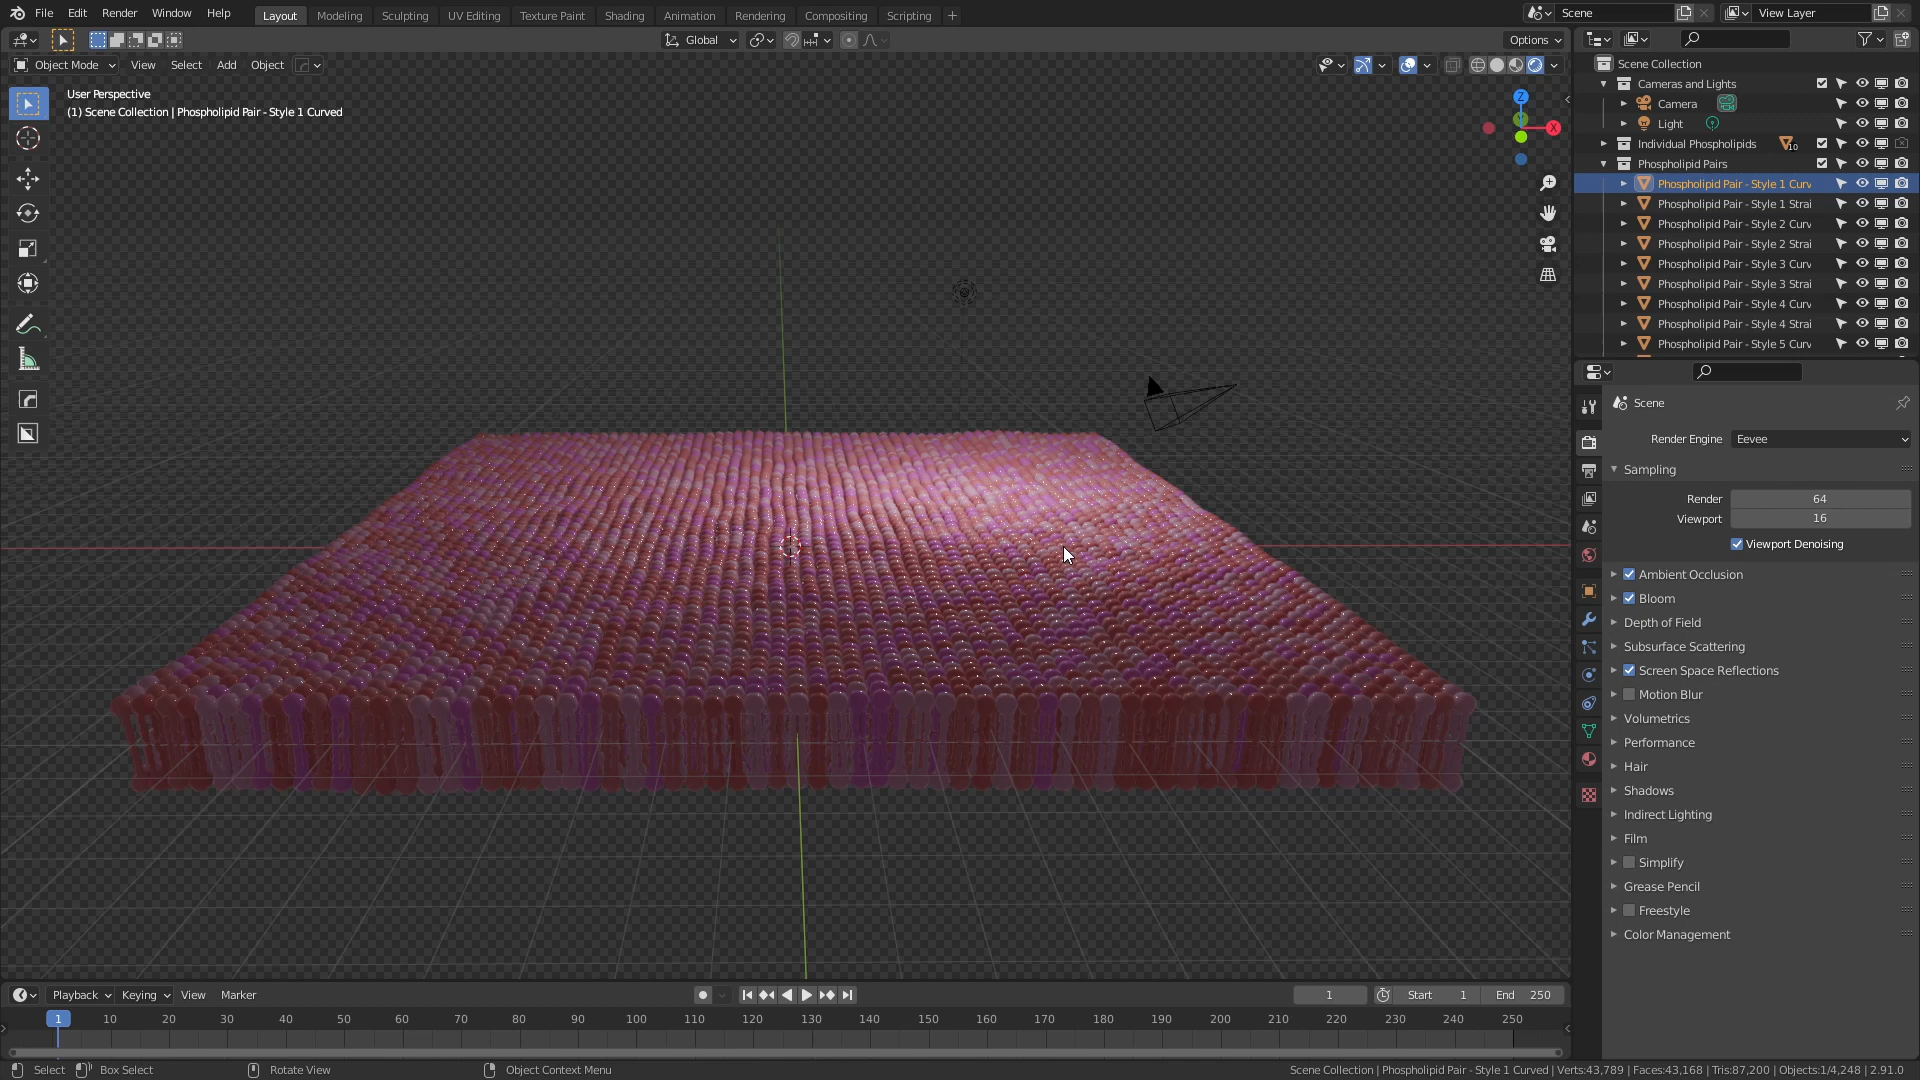 File Edit Render Window Help Layout Modeling Sculpting UV Editing Texture Paint Shading Animation Rendering Compositing Scripting + Scene View Layer
Global Options
Object Mode View Select Add Object
User Perspective
(1) Scene Collection | Phospholipid Pair - Style 1 Curved
Z
X
Scene Collection
Cameras and Lights
Camera
Light
Individual Phospholipids 10
Phospholipid Pairs
Phospholipid Pair - Style 1 Curv
Phospholipid Pair - Style 1 Strai
Phospholipid Pair - Style 2 Curv
Phospholipid Pair - Style 2 Strai
Phospholipid Pair - Style 3 Curv
Phospholipid Pair - Style 3 Strai
Phospholipid Pair - Style 4 Curv
Phospholipid Pair - Style 4 Strai
Phospholipid Pair - Style 5 Curv
Scene
Render Engine Eevee
Sampling
Render 64
Viewport 16
Viewport Denoising
Ambient Occlusion
Bloom
Depth of Field
Subsurface Scattering
Screen Space Reflections
Motion Blur
Volumetrics
Performance
Hair
Shadows
Indirect Lighting
Film
Simplify
Grease Pencil
Freestyle
Color Management
Playback Keying View Marker 1 Start 1 End 250
1 10 20 30 40 50 60 70 80 90 100 110 120 130 140 150 160 170 180 190 200 210 220 230 240 250
Select Box Select Rotate View Object Context Menu Scene Collection | Phospholipid Pair - Style 1 Curved | Verts:43,789 | Faces:43,168 | Tris:87,200 | Objects:1/4,248 | 2.91.0